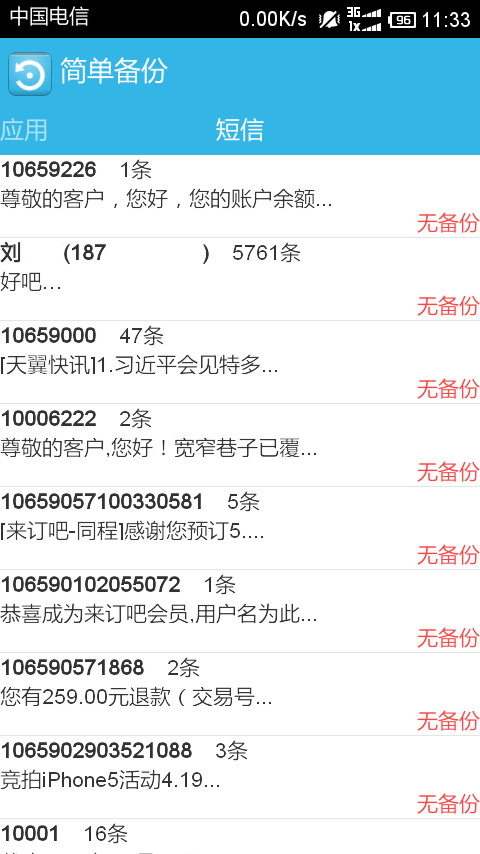 中国电信 0.00K/s 3G 1X 96 11:33
简单备份
应用 短信
10659226 1条
尊敬的客户，您好，您的账户余额...
无备份
刘 (187 ) 5761条
好吧...
无备份
10659000 47条
[天翼快讯]1.习近平会见特多...
无备份
10006222 2条
尊敬的客户,您好！宽窄巷子已覆...
无备份
10659057100330581 5条
[来订吧-同程]感谢您预订5....
无备份
106590102055072 1条
恭喜成为来订吧会员,用户名为此...
无备份
106590571868 2条
您有259.00元退款（交易号...
无备份
1065902903521088 3条
竞拍iPhone5活动4.19...
无备份
10001 16条